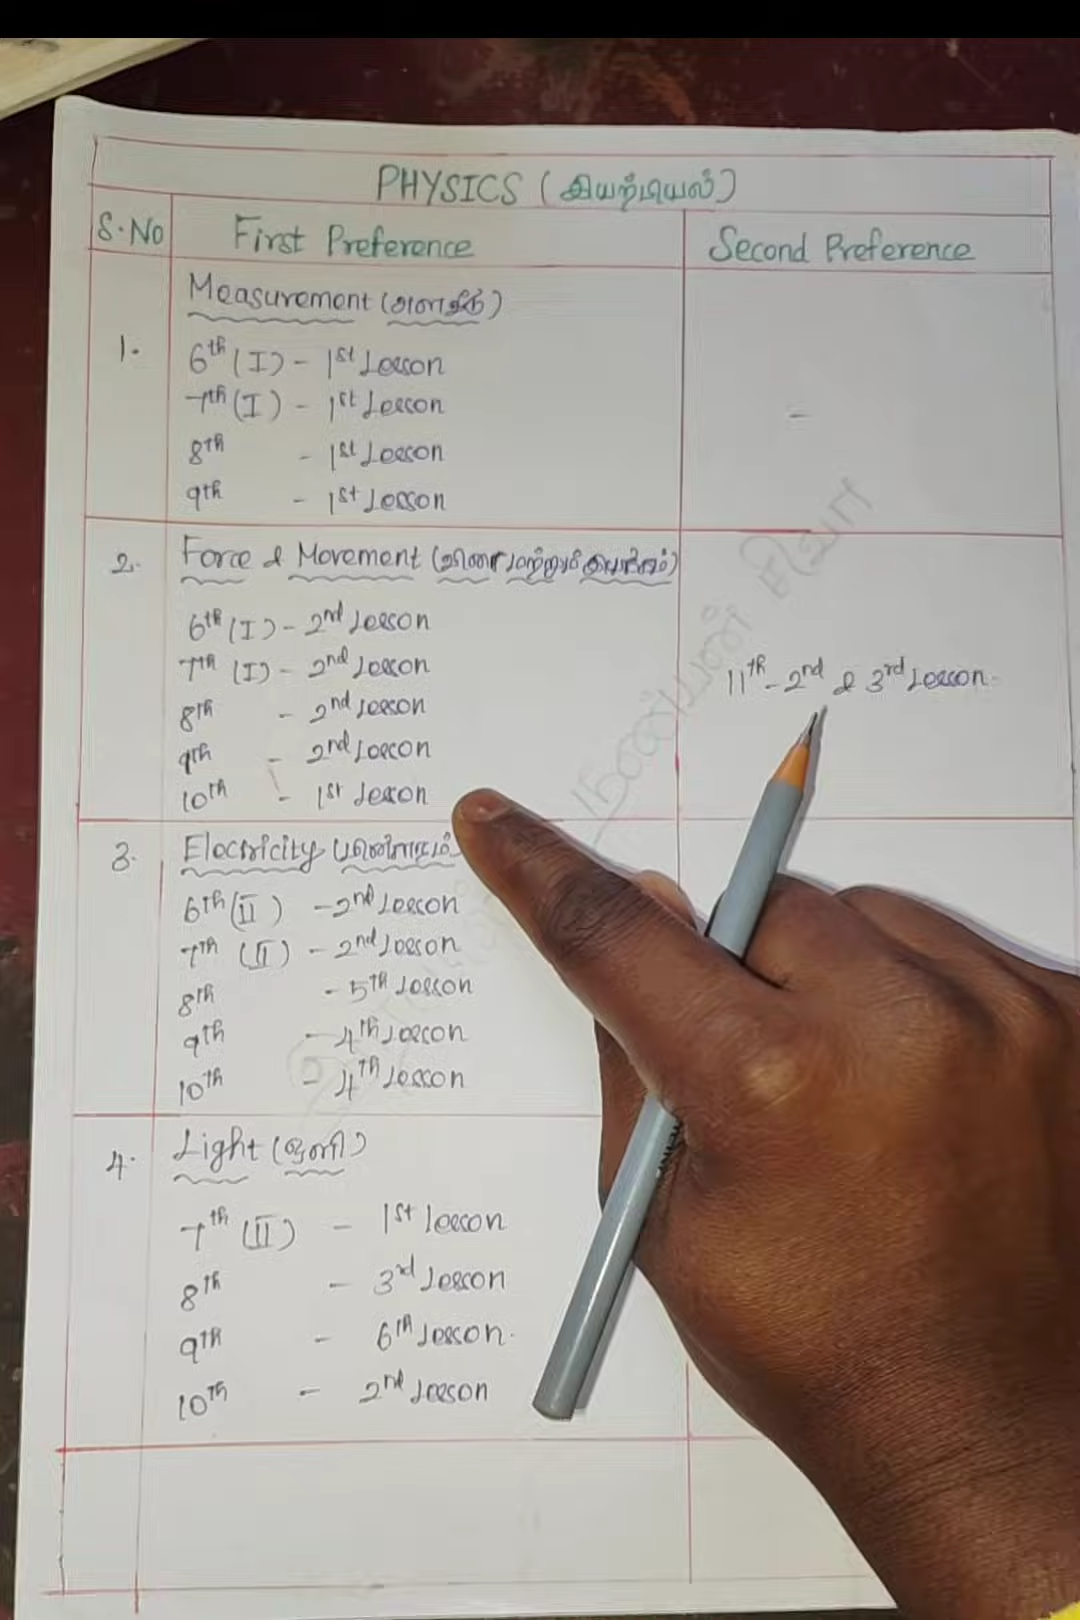 PHYSICS (இயற்பியல்)
S.No First Preference Second Preference
Measurement (அளவீடு)
1. 6th (I) - 1st Lesson
7th (I) - 1st Lesson
-
8th - 1st Lesson
9th - 1st Lesson
2. Force & Movement (விசை மற்றும் இயக்கம்)
6th (I) - 2nd Lesson
7th (I) - 2nd Lesson
11th - 2nd & 3rd Lesson.
8th - 2nd Lesson
9th - 2nd Lesson
10th - 1st Lesson
3. Electricity (மின்சாரம்
6th (II) - 2nd Lesson
7th (II) - 2nd Lesson
8th - 5th Lesson
9th - 4th Lesson
10th - 4th Lesson
4. Light (ஒளி)
7th (II) - 1st Lesson
8th - 3rd Lesson
9th - 6th Lesson.
10th - 2nd Lesson